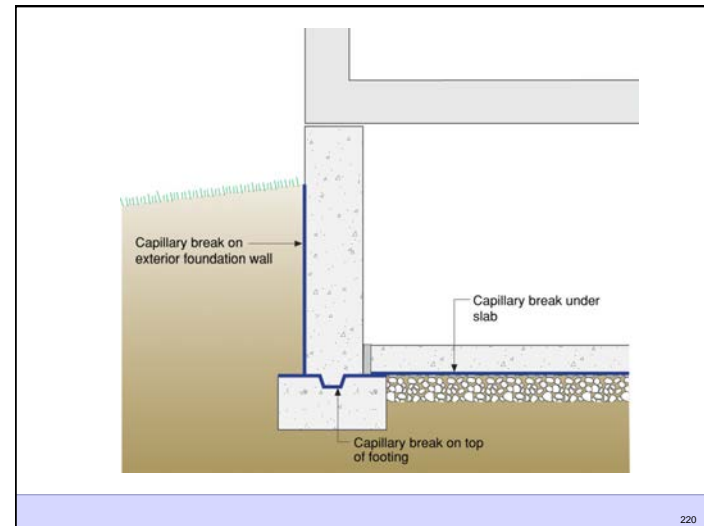 Capillary break on
exterior foundation wall
Capillary break under
slab
Capillary break on top
of footing
220